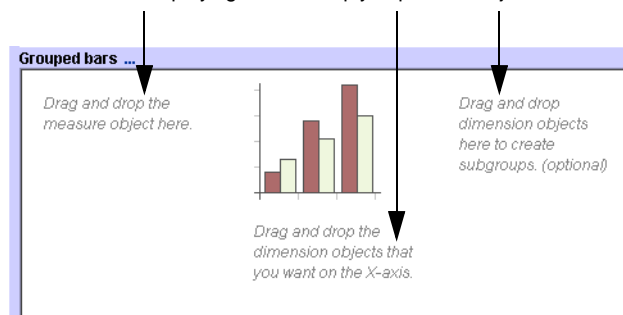 Grouped bars ...
Drag and drop the
measure object here.
Drag and drop the
dimension objects that
you want on the X-axis.
Drag and drop
dimension objects
here to create
subgroups. (optional)